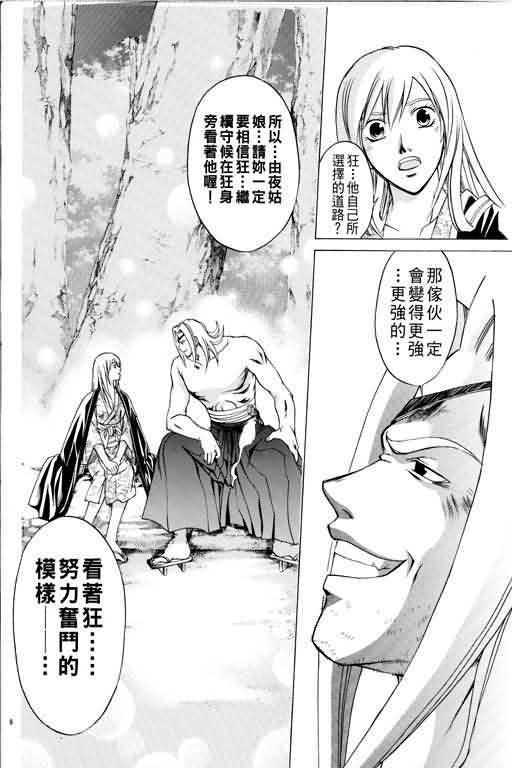 狂…他自己所
選擇的道路？
那傢伙一定
會變得更強
…更強的…
所以…由夜姑
娘…請妳一定
要相信狂…繼
續守候在狂身
旁看著他喔！
看著狂……
努力奮鬥的
模樣——…